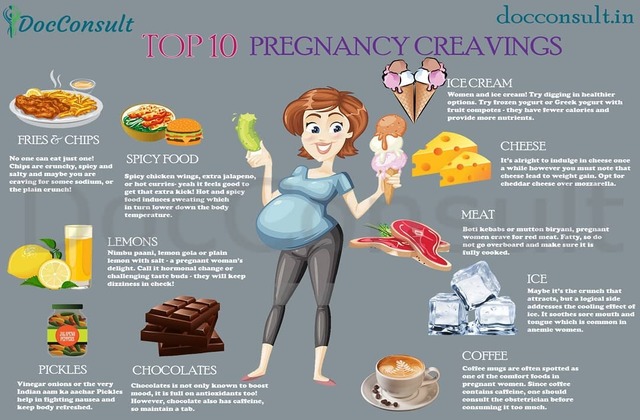 DocConsult
docconsult.in
TOP 10 PREGNANCY CREAVINGS
FRIES & CHIPS
No one can eat just one!
Chips are crunchy, spicy and
salty and maybe you are
craving for somee sodium, or
the plain crunch!
SPICY FOOD
Spicy chicken wings, extra jalapeno,
or hot curries- yeah it feels good to
get that extra kick! Hot and spicy
food induces sweating which
in turn lower down the body
temperature.
LEMONS
Nimbu paani, lemon gola or plain
lemon with salt - a pregnant woman's
delight. Call it hormonal change or
challenging taste buds - they will keep
dizziness in check!
JALAPENO
PICKLES
Vinegar onions or the very
Indian aam ka aachar Pickles
help in fighting nausea and
keep body refreshed.
CHOCOLATES
Chocolates is not only known to boost
mood, it is full on antioxidants too!
However, chocolate also has caffeine,
so maintain a tab.
ICE CREAM
Women and ice cream! Try digging in healthier
options. Try frozen yogurt or Greek yogurt with
fruit compotes - they have fewer calories and
provide more nutrients.
CHEESE
It's alright to indulge in cheese once
a while however you must note that
cheese lead to weight gain. Opt for
cheddar cheese over mozzarella.
MEAT
Boti kebabs or mutton biryani, pregnant
women crave for red meat. Fatty, so do
not go overboard and make sure it is
fully cooked.
ICE
Maybe it's the crunch that
attracts, but a logical side
addresses the cooling effect of
ice. It soothes sore mouth and
tongue which is common in
anemic women.
COFFEE
Coffee mugs are often spotted as
one of the comfort foods in
pregnant women. Since coffee
contains caffeine, one should
consult the obstetrician before
consuming it too much.
DocConsult